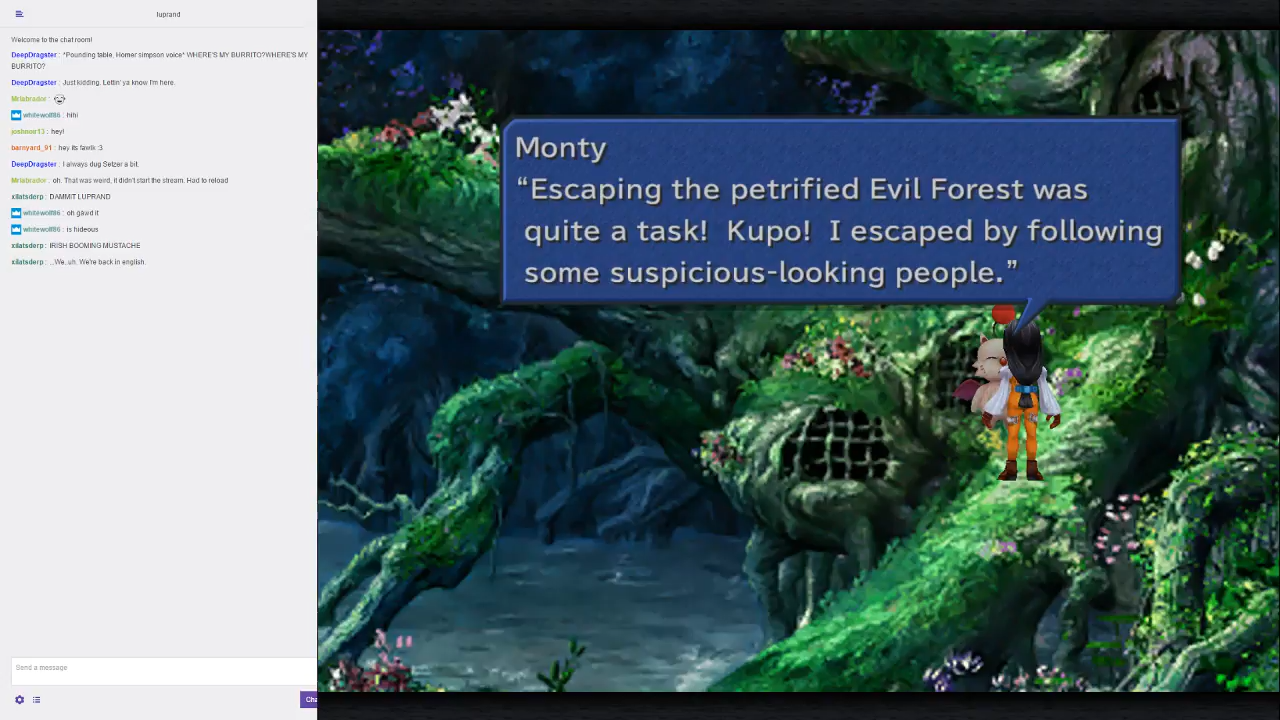 luprand
Welcome to the chat room!
DeepDragster : *Pounding table, Homer simpson voice* WHERE'S MY BURRITO?WHERE'S MY
BURRITO?
DeepDragster : Just kidding. Lettin' ya know I'm here.
Mrlabrador :
whitewolf86 : hihi
joshnor13 : hey!
barnyard_91 : hey its fawlk :3
DeepDragster : I always dug Setzer a bit.
Mrlabrador : oh. That was weird, it didn't start the stream. Had to reload
xilatsderp : DAMMIT LUPRAND
whitewolf86 : oh gawd it
whitewolf86 : is hideous
xilatsderp : IRISH BOOMING MUSTACHE
xilatsderp : ...We..uh. We're back in english.
Monty
“Escaping the petrified Evil Forest was
quite a task! Kupo! I escaped by following
some suspicious-looking people.”
Send a message
Cha